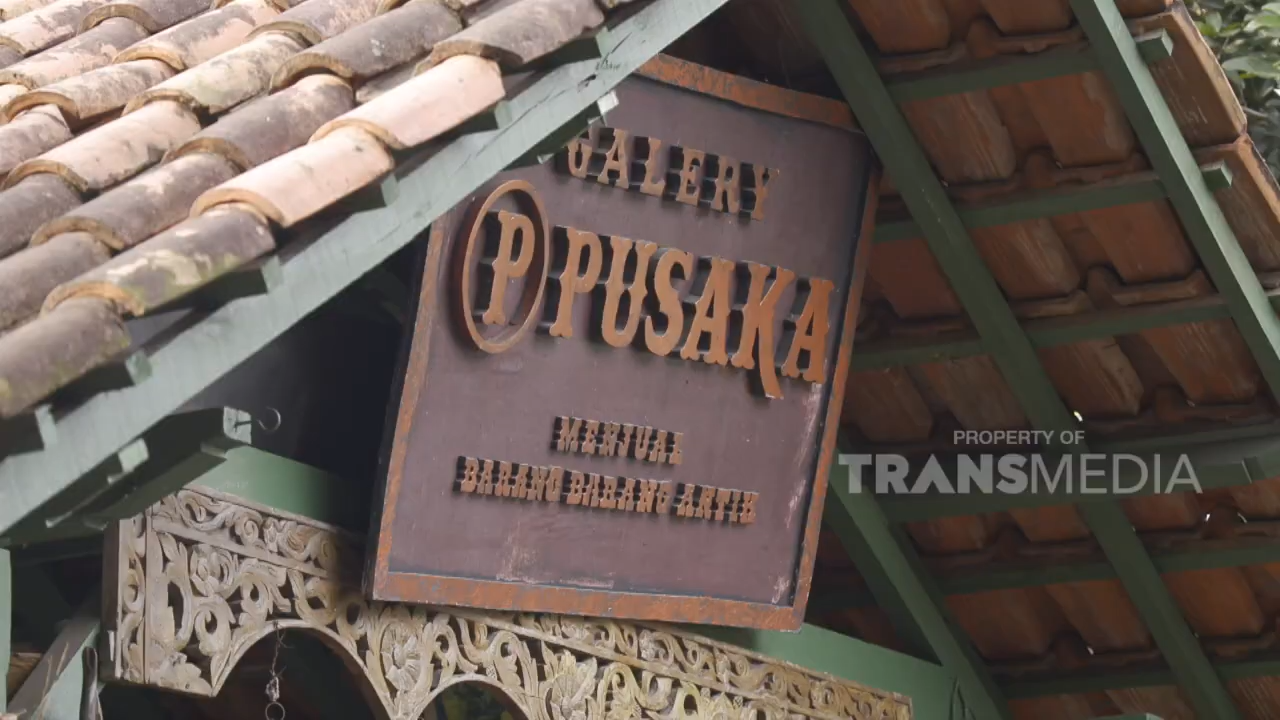 GALERY
P PUSAKA
MENJUAL
BARANG BARANG ANTIK
PROPERTY OF
TRANSMEDIA